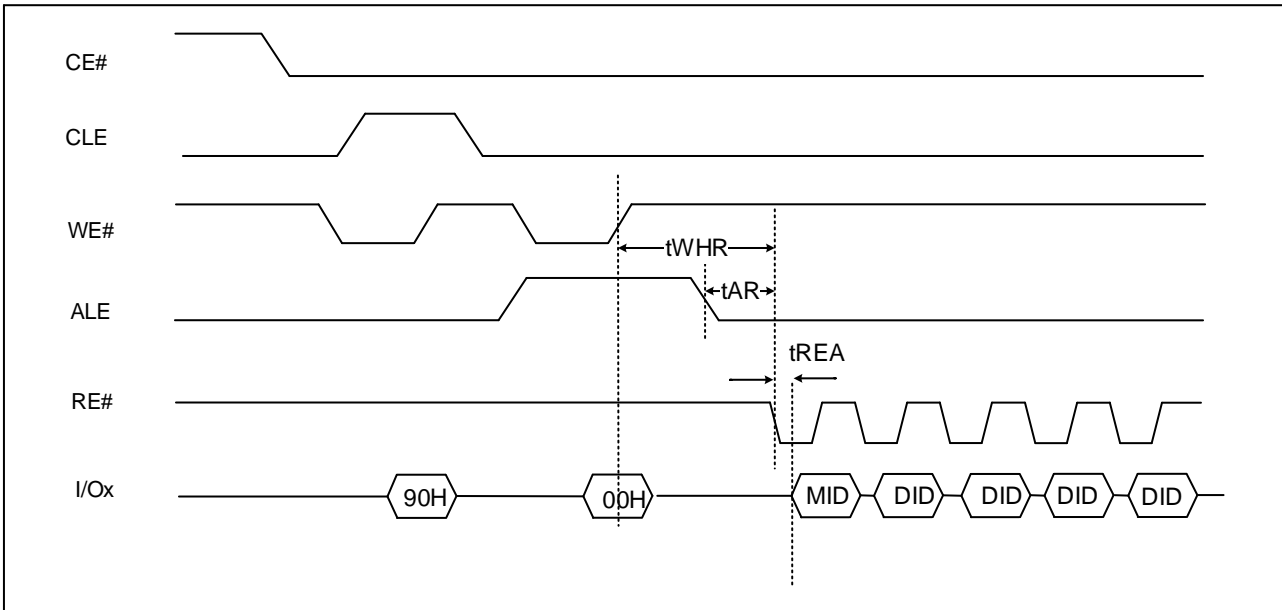 CE#
CLE
WE#
tWHR
tAR
ALE
tREA
RE#
I/Ox
90H
00H
MID
DID
DID
DID
DID